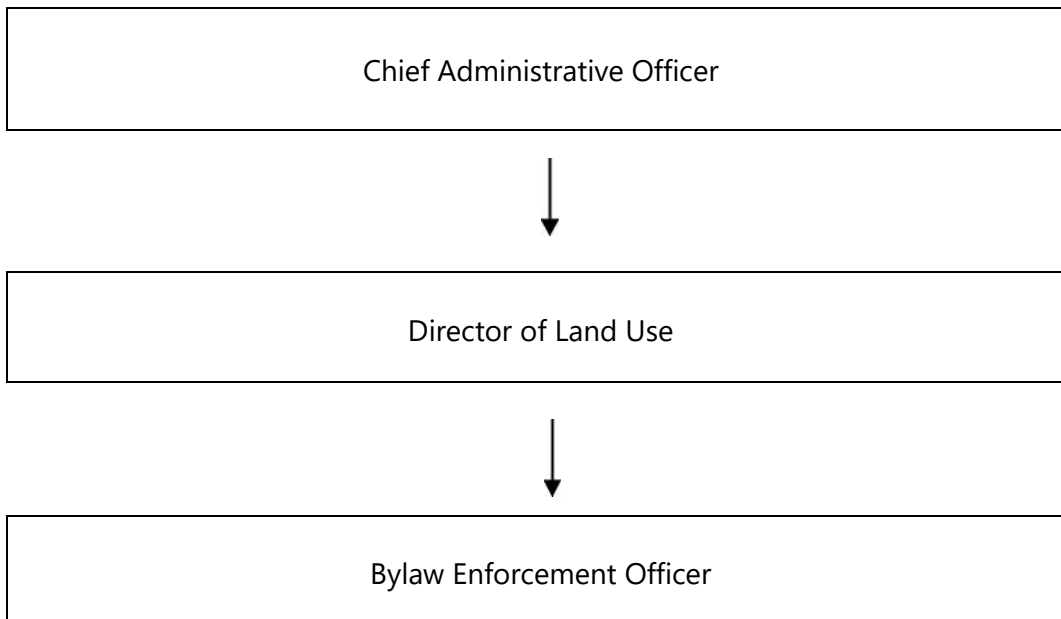 Chief Administrative Officer
Director of Land Use
Bylaw Enforcement Officer